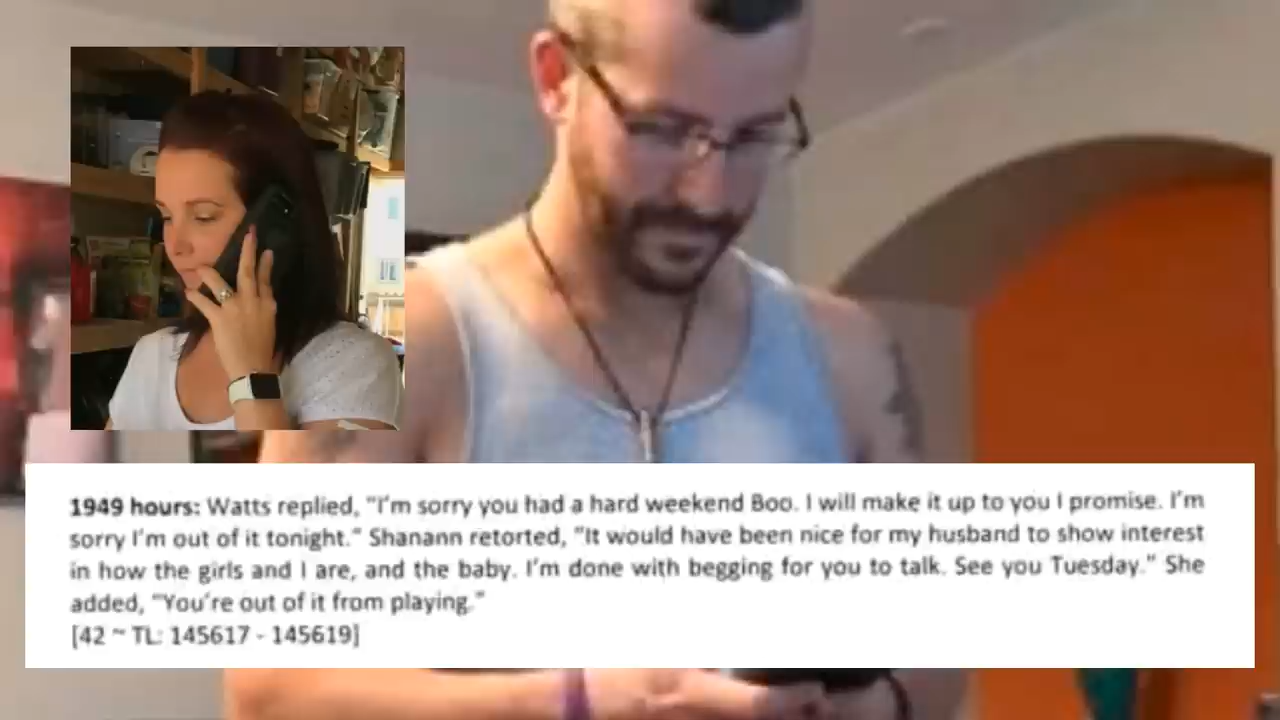 1949 hours: Watts replied, "I'm sorry you had a hard weekend Boo. I will make it up to you I promise. I'm
sorry I'm out of it tonight." Shanann retorted, "It would have been nice for my husband to show interest
in how the girls and I are, and the baby. I'm done with begging for you to talk. See you Tuesday." She
added, "You're out of it from playing."
[42 ~ TL: 145617 - 145619]